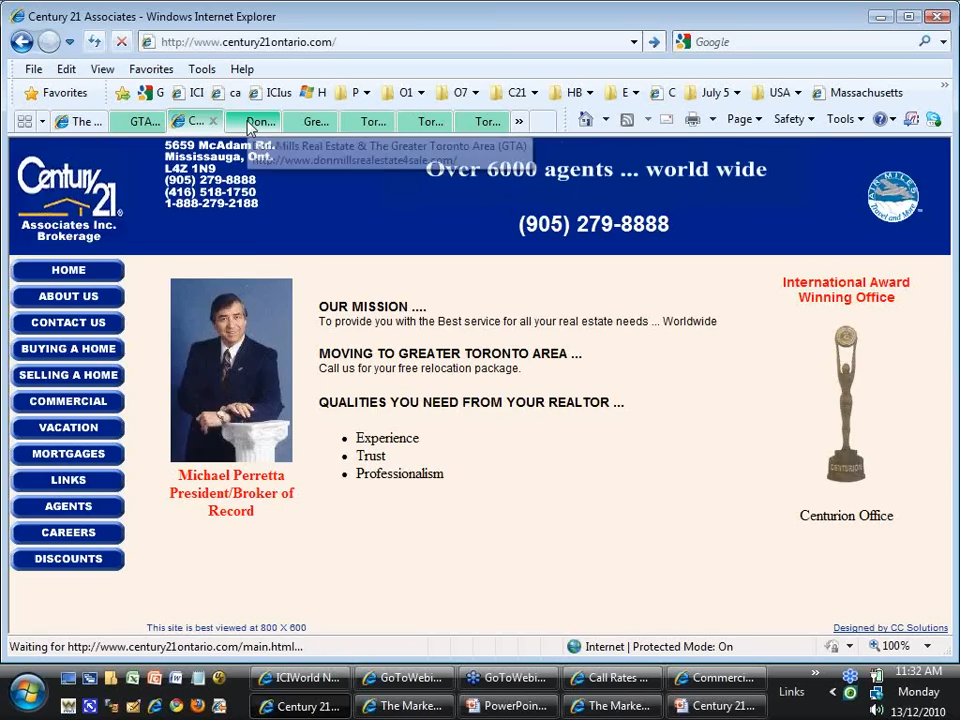 Century 21 Associates - Windows Internet Explorer
http://www.century21ontario.com/
Google
File Edit View Favorites Tools Help
Favorites G ICI ca ICIus H P O1 O7 C21 HB E July 5 USA Massachusetts »
The ... GTA... C... Don... Gre... Tor... Tor... Tor... » Page Safety Tools »
Mills Real Estate & The Greater Toronto Area (GTA)
http://www.donmillsrealestate4sale.com/
Century 21
Associates Inc.
Brokerage
5659 McAdam Rd.
Mississauga, Ont.
L4Z 1N9
(905) 279-8888
(416) 518-1750
1-888-279-2188
Over 6000 agents ... world wide
(905) 279-8888
AIR MILES
Travel and More
HOME
ABOUT US
CONTACT US
BUYING A HOME
SELLING A HOME
COMMERCIAL
VACATION
MORTGAGES
LINKS
AGENTS
CAREERS
DISCOUNTS
Michael Perretta
President/Broker of
Record
OUR MISSION ....
To provide you with the Best service for all your real estate needs ... Worldwide
MOVING TO GREATER TORONTO AREA ...
Call us for your free relocation package.
QUALITIES YOU NEED FROM YOUR REALTOR ...
• Experience
• Trust
• Professionalism
International Award
Winning Office
CENTURION
Centurion Office
This site is best viewed at 800 X 600
Designed by CC Solutions
Waiting for http://www.century21ontario.com/main.html...
Internet | Protected Mode: On
100%
ICIWorld N... GoToWebi... GoToWebi... Call Rates ... Commerci... »
Century 21... The Marke... PowerPoin... The Marke... Century 21...
Links
11:32 AM
Monday
13/12/2010